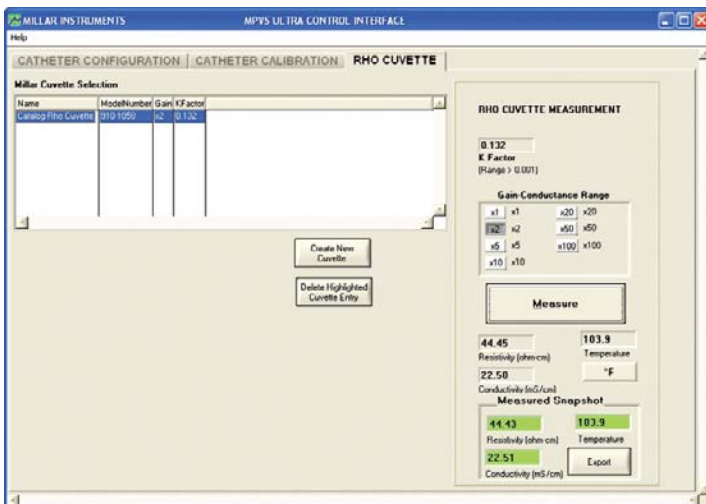 MILLAR INSTRUMENTS MPVS ULTRA CONTROL INTERFACE
Help
CATHETER CONFIGURATION CATHETER CALIBRATION RHO CUVETTE
Millar Cuvette Selection
Name ModelNumber Gain KFactor
Catalog Rho Cuvette 910-1050 x2 0.132
Create New
Cuvette
Delete Highlighted
Cuvette Entry
RHO CUVETTE MEASUREMENT
0.132
K Factor
(Range > 0.001)
Gain-Conductance Range
x1 x1 x20 x20
x2 x2 x50 x50
x5 x5 x100 x100
x10 x10
Measure
44.45 103.9
Resistivity (ohm-cm) Temperature
22.50 °F
Conductivity (mS/cm)
Measured Snapshot
44.43 103.9
Resistivity (ohm-cm) Temperature
22.51 Export
Conductivity (mS/cm)